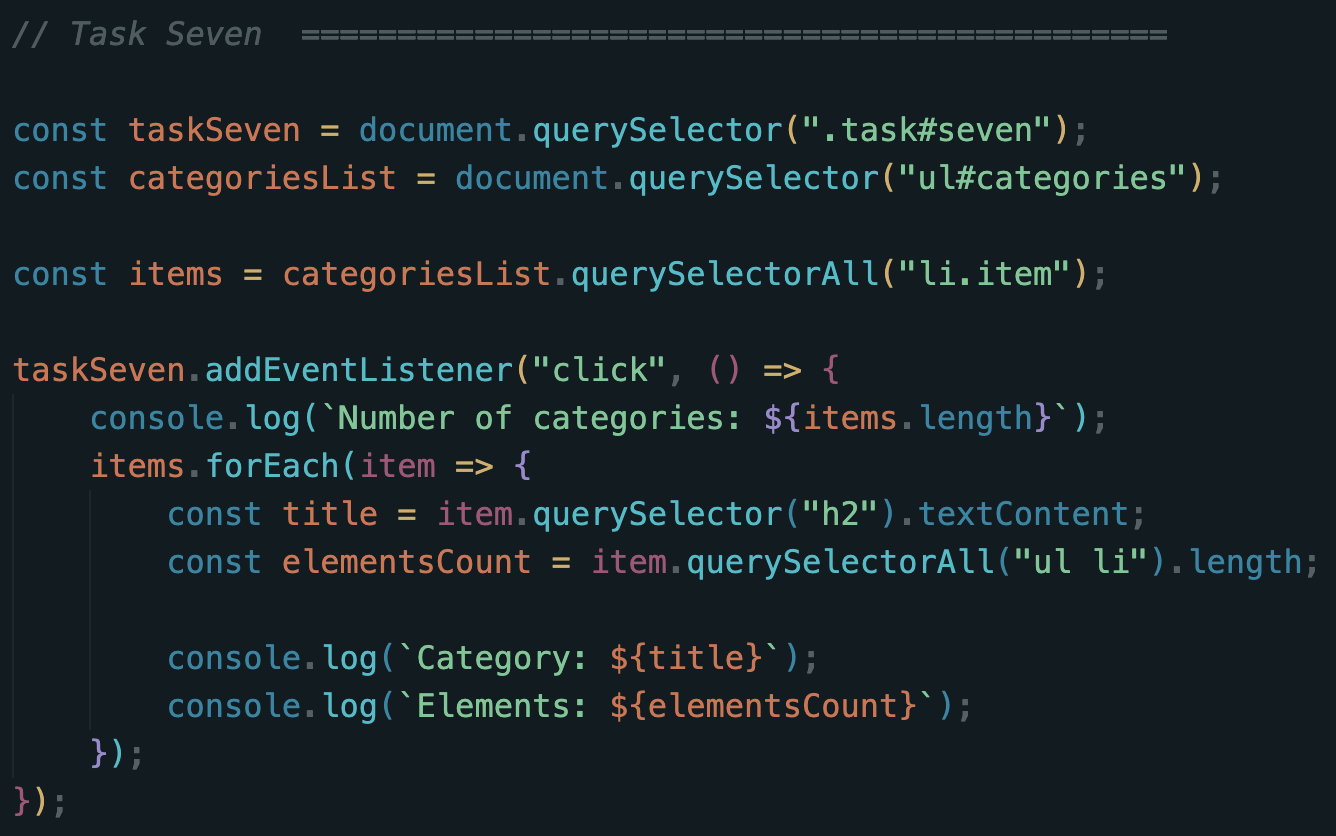 // Task Seven  =============================================
const taskSeven = document.querySelector(".task#seven");
const categoriesList = document.querySelector("ul#categories");
const items = categoriesList.querySelectorAll("li.item");
taskSeven.addEventListener("click", () => {
    console.log(`Number of categories: ${items.length}`);
    items.forEach(item => {
        const title = item.querySelector("h2").textContent;
        const elementsCount = item.querySelectorAll("ul li").length;
        console.log(`Category: ${title}`);
        console.log(`Elements: ${elementsCount}`);
    });
});